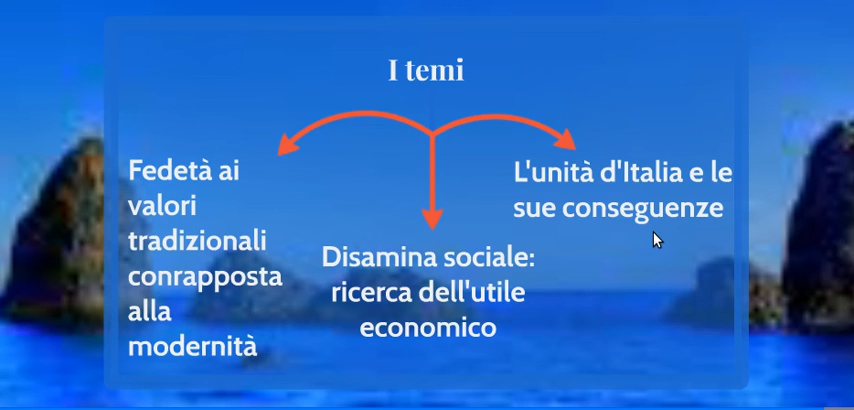 I temi
Fedetà ai
valori
tradizionali
conrapposta
alla
modernità
Disamina sociale:
ricerca dell'utile
economico
L'unità d'Italia e le
sue conseguenze